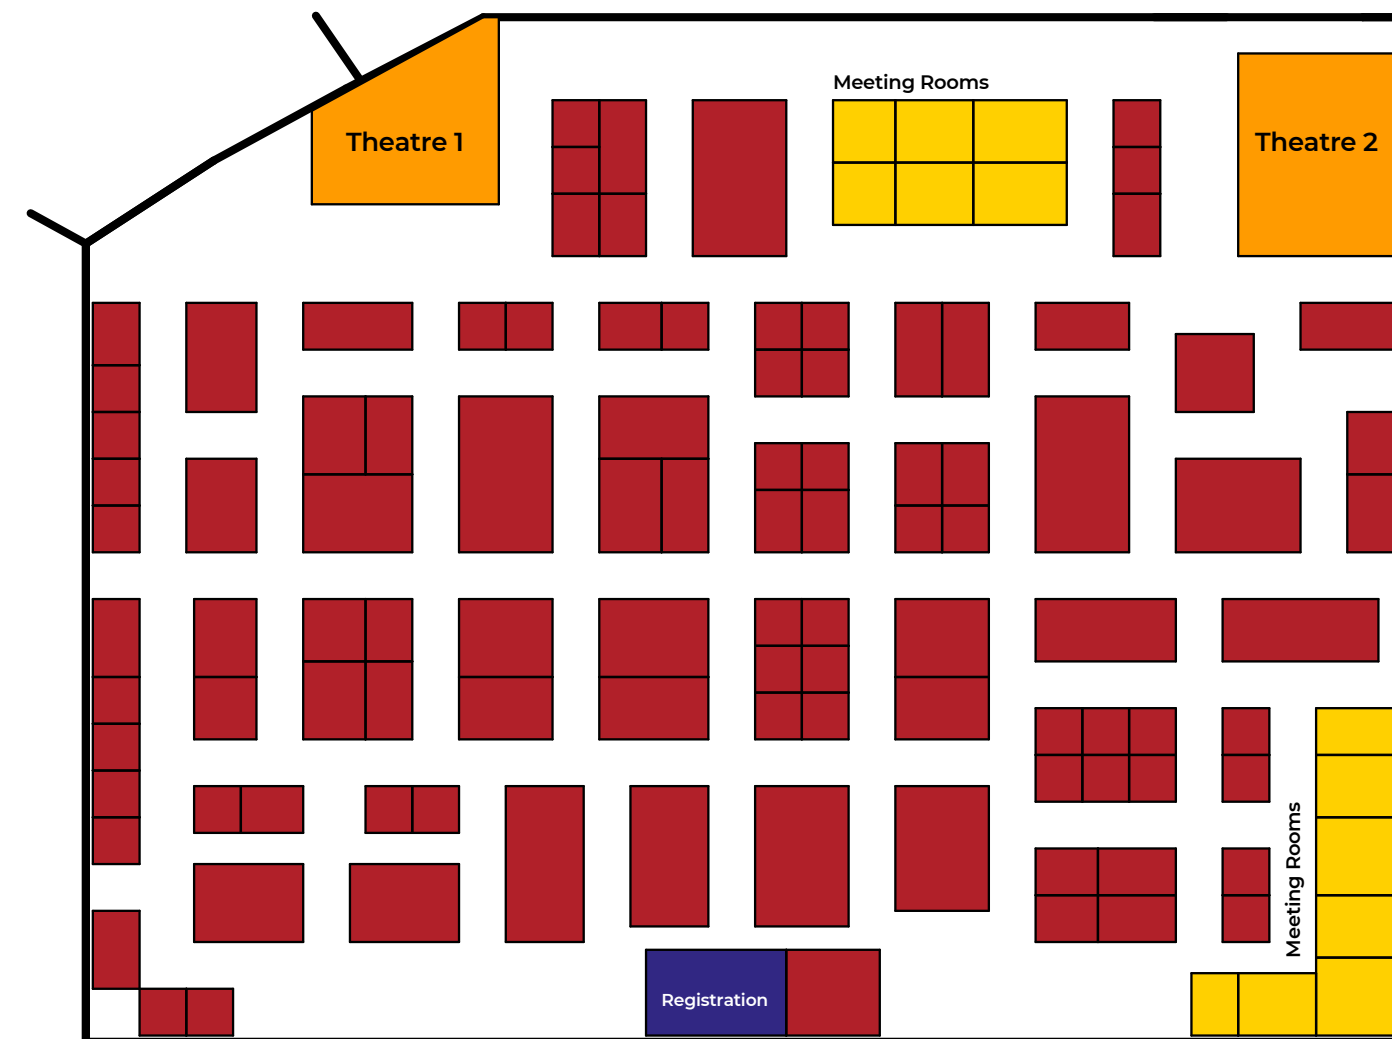 Meeting Rooms
Theatre 1
Theatre 2
Meeting Rooms
Registration